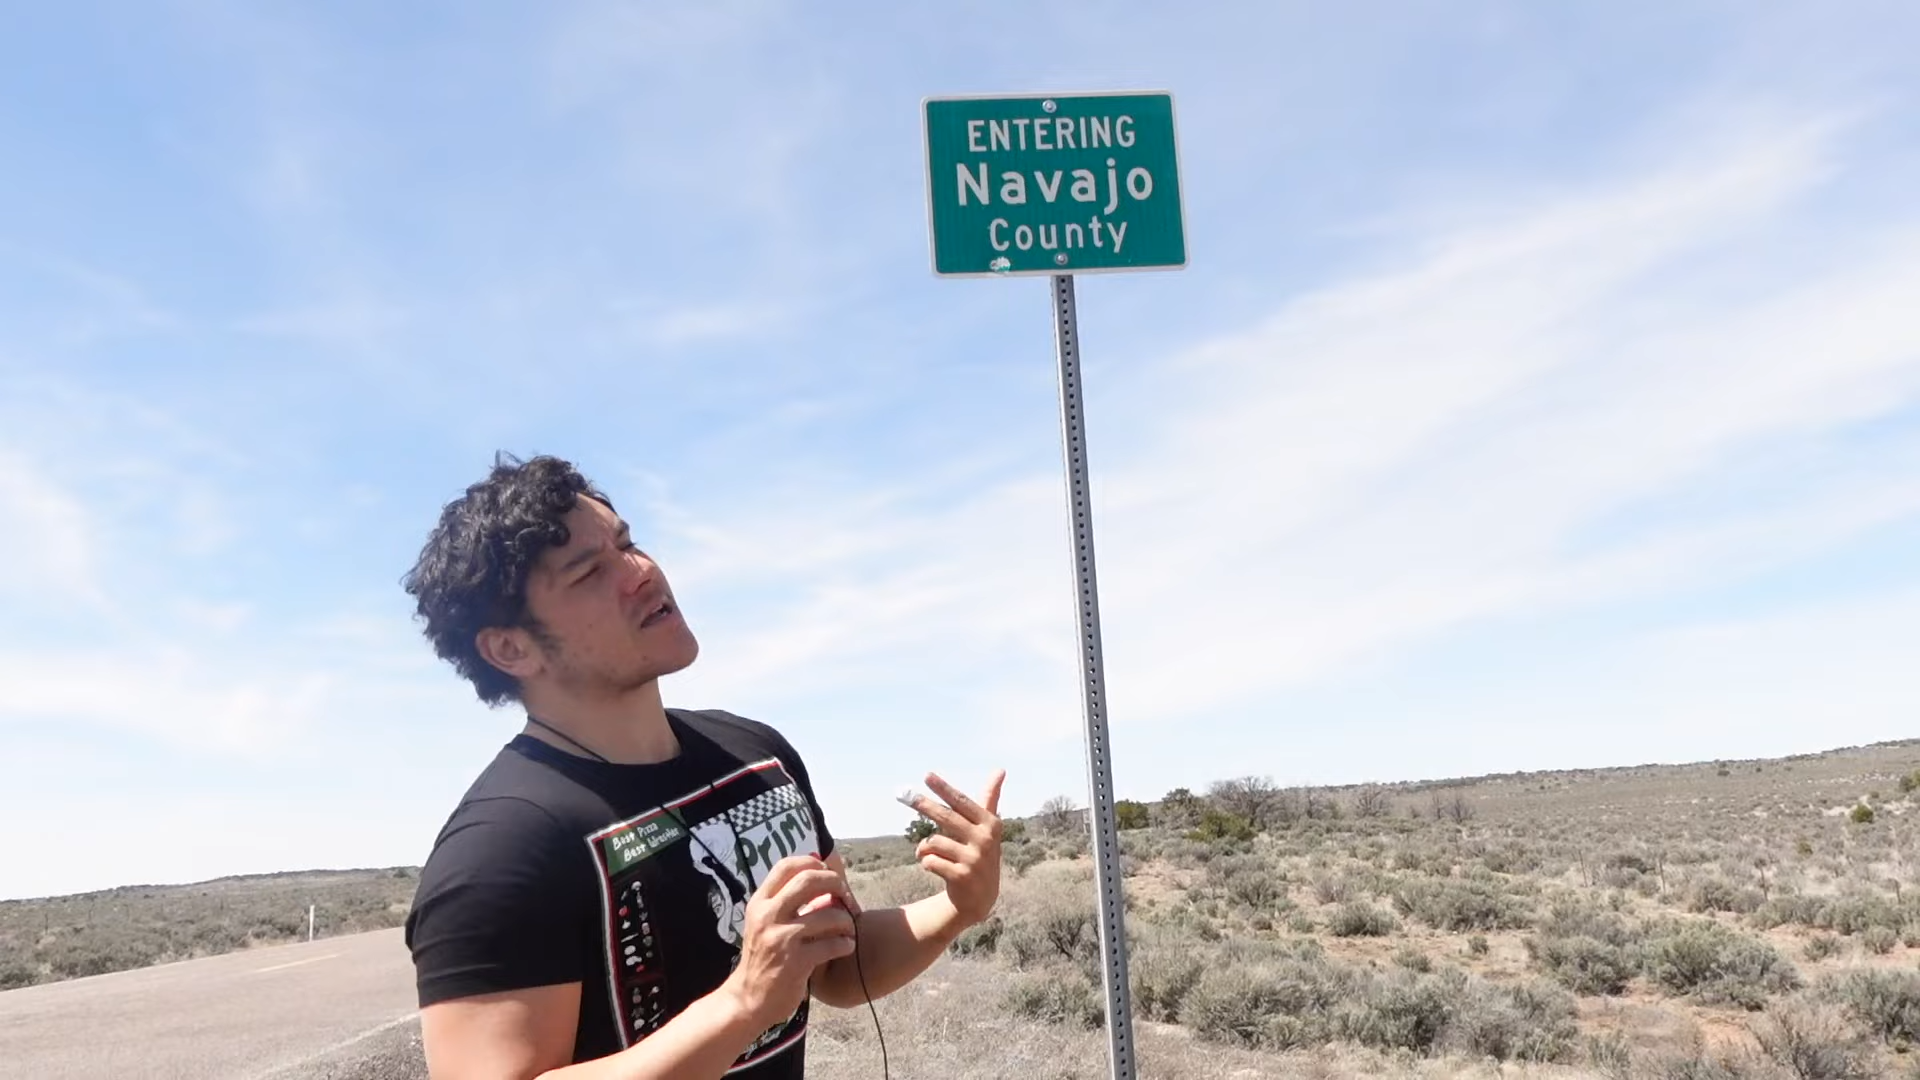 ENTERING
Navajo
County
Best Pizza
Best Wrestler